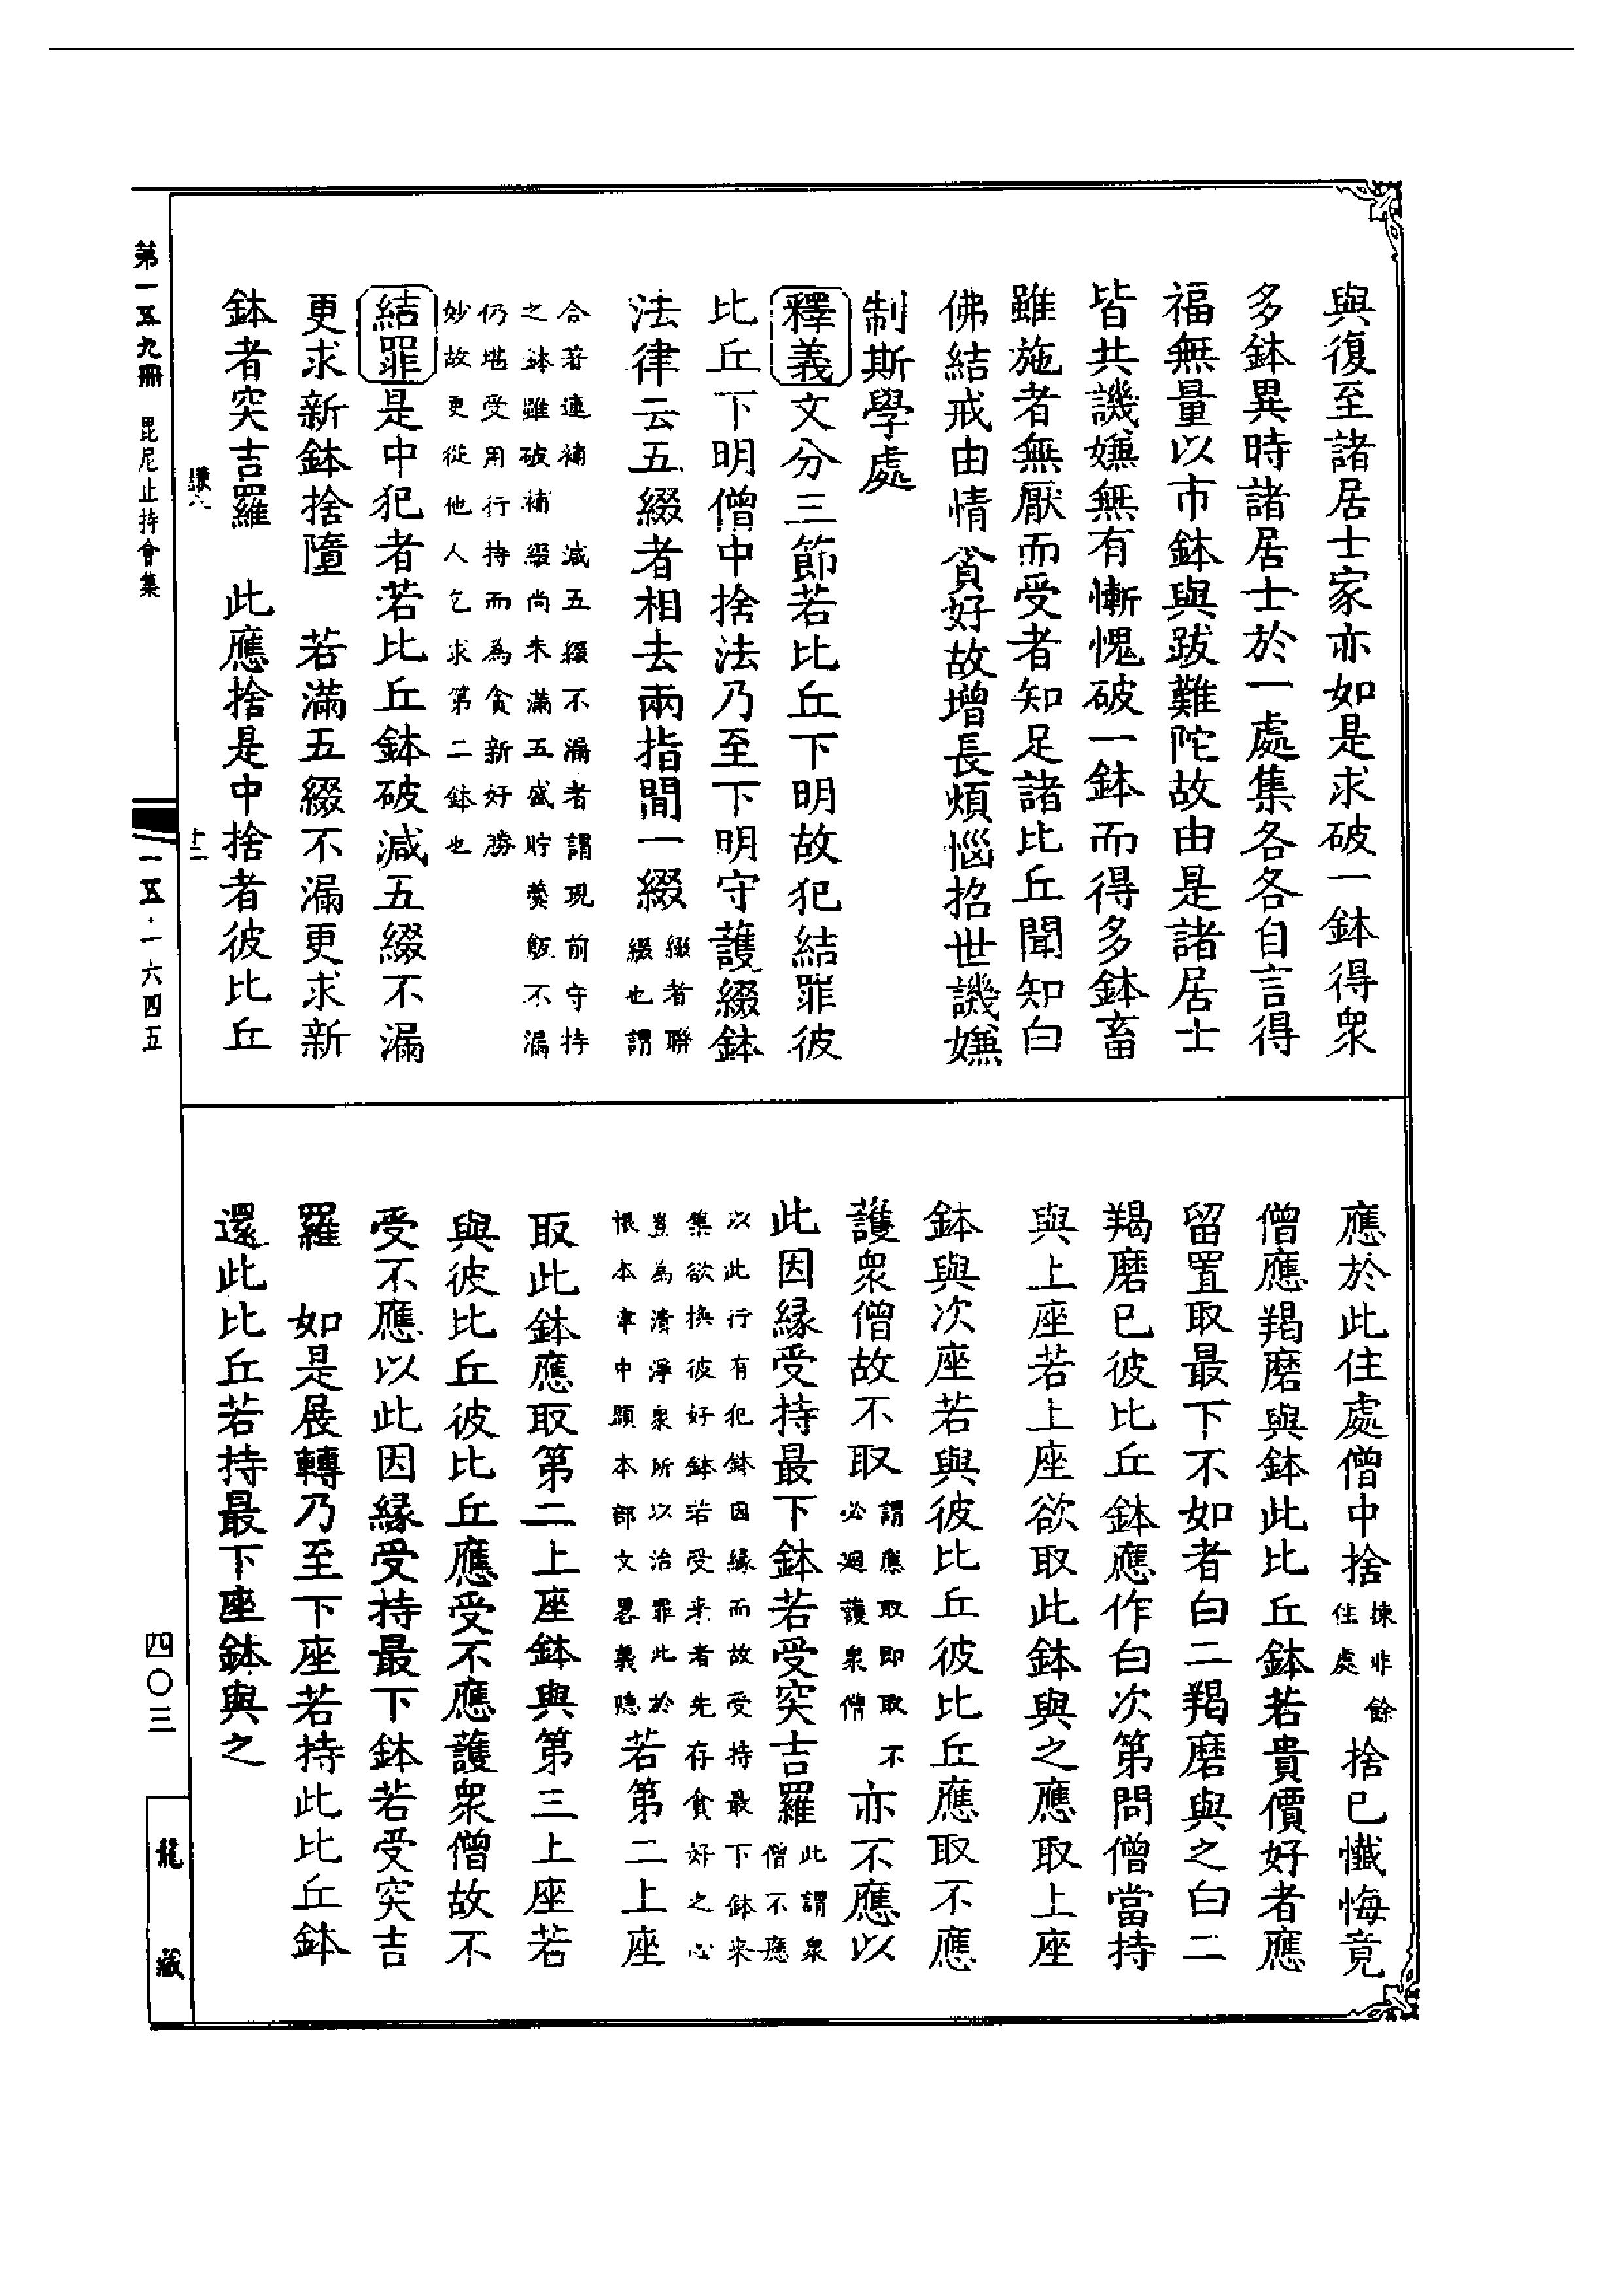 與復至諸居士家亦如是求破一鉢得衆
多鉢異時諸居士於一處集各各自言得
福無量以市鉢與跋難陀故由是諸居士
皆共譏嫌無有慚愧破一鉢而得多鉢畜
雖施者無厭而受者知足諸比丘聞知白
佛結戒由情貪好故增長煩惱招世譏嫌
制斯學處
釋義文分三節若比丘下明故犯結罪彼
比丘下明僧中捨法乃至下明守護綴鉢
法律云五綴者相去兩指間一綴綴者聯綴也謂
合著連補減五綴不漏者謂現前守持
之鉢雖破補綴尚未滿五盛貯羹飯不漏
仍堪受用行持而為貪新好勝
妙故更從他人乞求第二鉢也
結罪是中犯者若比丘鉢破減五綴不漏
更求新鉢捨墮　若滿五綴不漏更求新
鉢者突吉羅　此應捨是中捨者彼比丘
應於此住處僧中捨揀非餘住處捨已懺悔竟
僧應羯磨與鉢此比丘鉢若貴價好者應
留置取最下不如者白二羯磨與之白二
羯磨已彼比丘鉢應作白次第問僧當持
與上座若上座欲取此鉢與之應取上座
鉢與次座若與彼比丘彼比丘應取不應
護衆僧故不取謂應取即取不必迴護衆僧亦不應以
此因緣受持最下鉢若受突吉羅此謂衆僧不應
以此行有犯鉢因緣而故受持最下鉢来
集欲換彼好鉢若受来者先存貪好之心
豈為清淨衆所以治罪此於
恨本宰中願本部文畧義隱若第二上座
取此鉢應取第二上座鉢與第三上座若
與彼比丘彼比丘應受不應護衆僧故不
受不應以此因緣受持最下鉢若受突吉
羅　如是展轉乃至下座若持此比丘鉢
還此比丘若持最下座鉢與之
第一五九冊　毘尼止持會集
十二
一五·一六四五
四〇三
龍藏